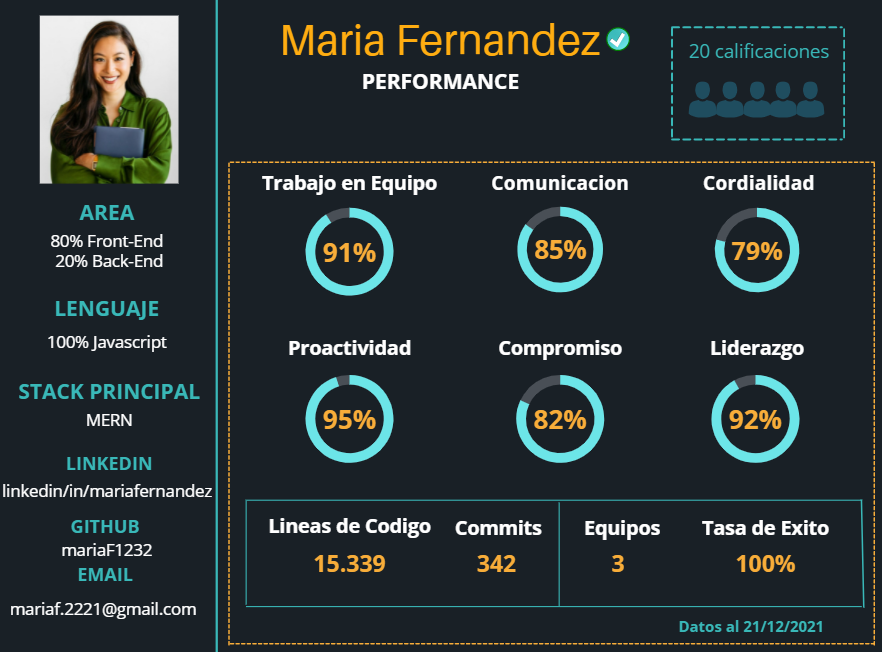 Maria Fernandez
PERFORMANCE
20 calificaciones
AREA
80% Front-End
20% Back-End
LENGUAJE
100% Javascript
STACK PRINCIPAL
MERN
LINKEDIN
linkedin/in/mariafernandez
GITHUB
mariaF1232
EMAIL
mariaf.2221@gmail.com
Trabajo en Equipo Comunicacion Cordialidad
91% 85% 79%
Proactividad Compromiso Liderazgo
95% 82% 92%
Lineas de Codigo Commits Equipos Tasa de Exito
15.339 342 3 100%
Datos al 21/12/2021